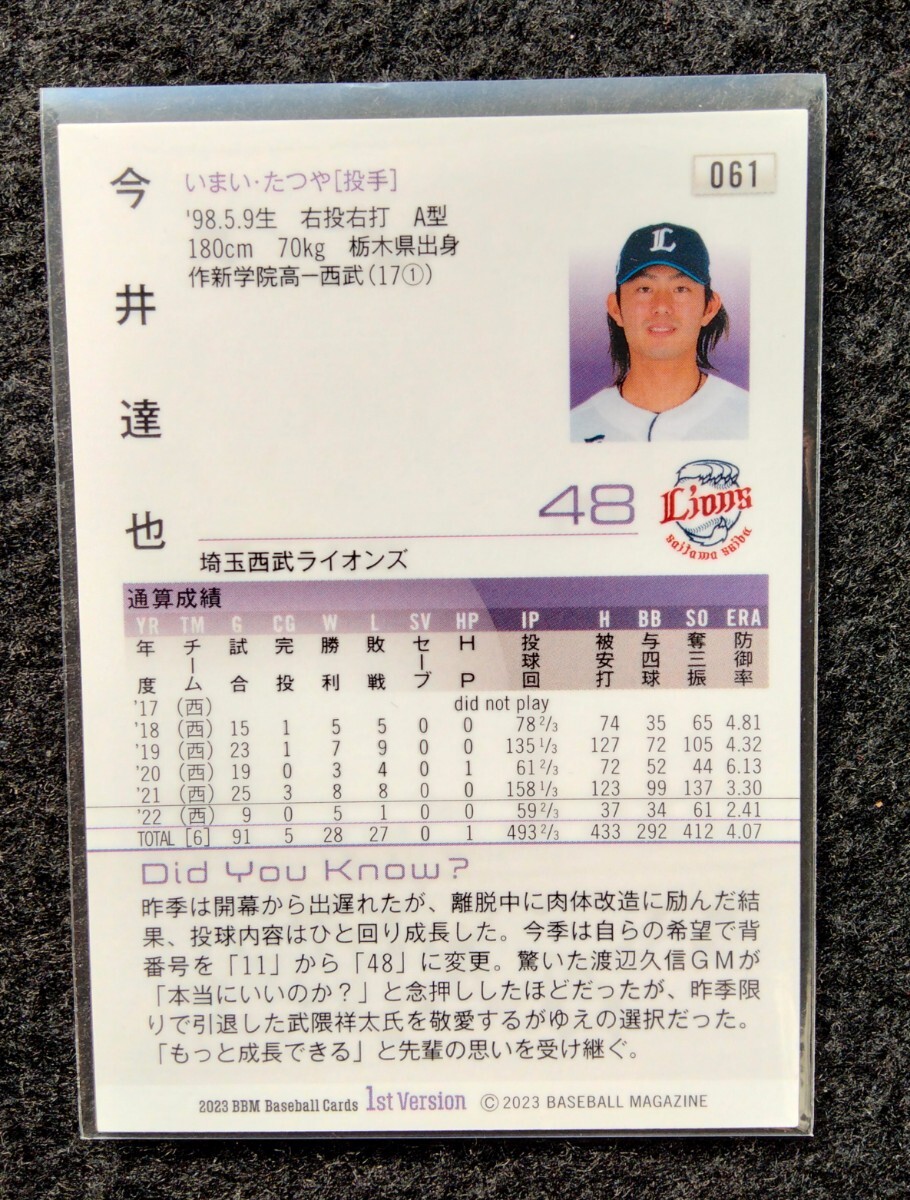 今井達也
いまい・たつや[投手]
061
'98.5.9生 右投右打 A型
180cm 70kg 栃木県出身
作新学院高ー西武(17①)
L
48
Lions
saitama seibu
埼玉西武ライオンズ
通算成績
YR TM G CG W L SV HP IP H BB SO ERA
年度 チーム 試合 完投 勝利 敗戦 セーブ HP 投球回 被安打 与四球 奪三振 防御率
'17 (西) did not play
'18 (西) 15 1 5 5 0 0 78 2/3 74 35 65 4.81
'19 (西) 23 1 7 9 0 0 135 1/3 127 72 105 4.32
'20 (西) 19 0 3 4 0 1 61 2/3 72 52 44 6.13
'21 (西) 25 3 8 8 0 0 158 1/3 123 99 137 3.30
'22 (西) 9 0 5 1 0 0 59 2/3 37 34 61 2.41
TOTAL [6] 91 5 28 27 0 1 493 2/3 433 292 412 4.07
Did You Know?
昨季は開幕から出遅れたが、離脱中に肉体改造に励んだ結
果、投球内容はひと回り成長した。今季は自らの希望で背
番号を「11」から「48」に変更。驚いた渡辺久信GMが
「本当にいいのか?」と念押ししたほどだったが、昨季限
りで引退した武隈祥太氏を敬愛するがゆえの選択だった。
「もっと成長できる」と先輩の思いを受け継ぐ。
2023 BBM Baseball Cards 1st Version © 2023 BASEBALL MAGAZINE